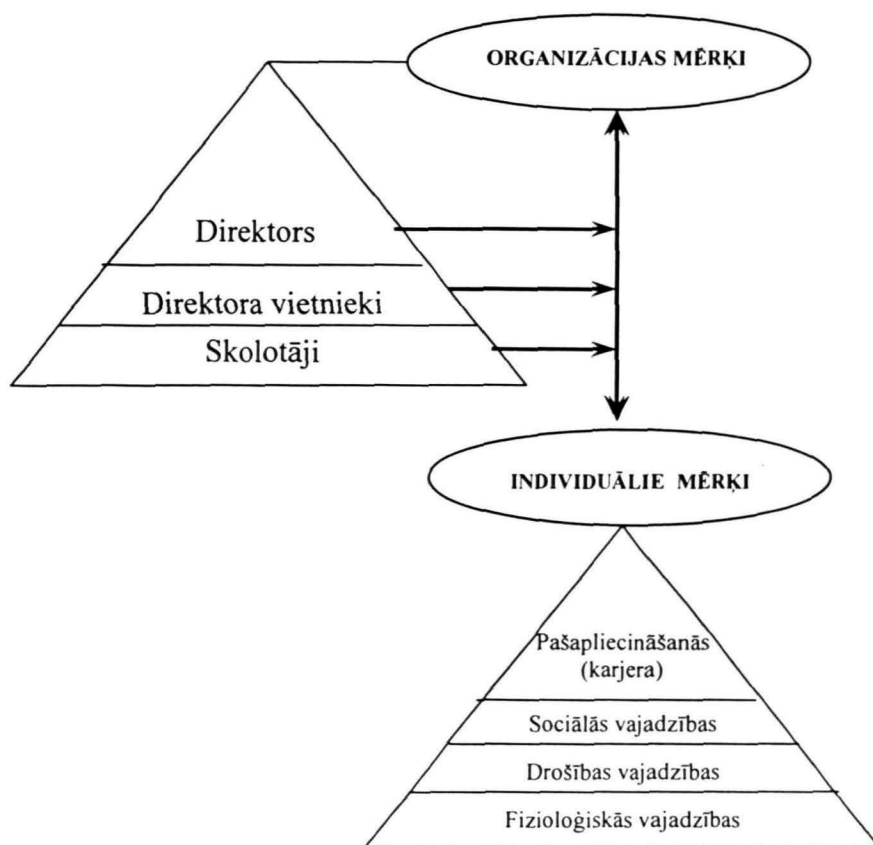 ORGANIZĀCIJAS MĒRĶI
Direktors
Direktora vietnieki
Skolotāji
INDIVIDUĀLIE MĒRĶI
Pašapliecināšanās
(karjera)
Sociālās vajadzības
Drošības vajadzības
Fizioloģiskās vajadzības